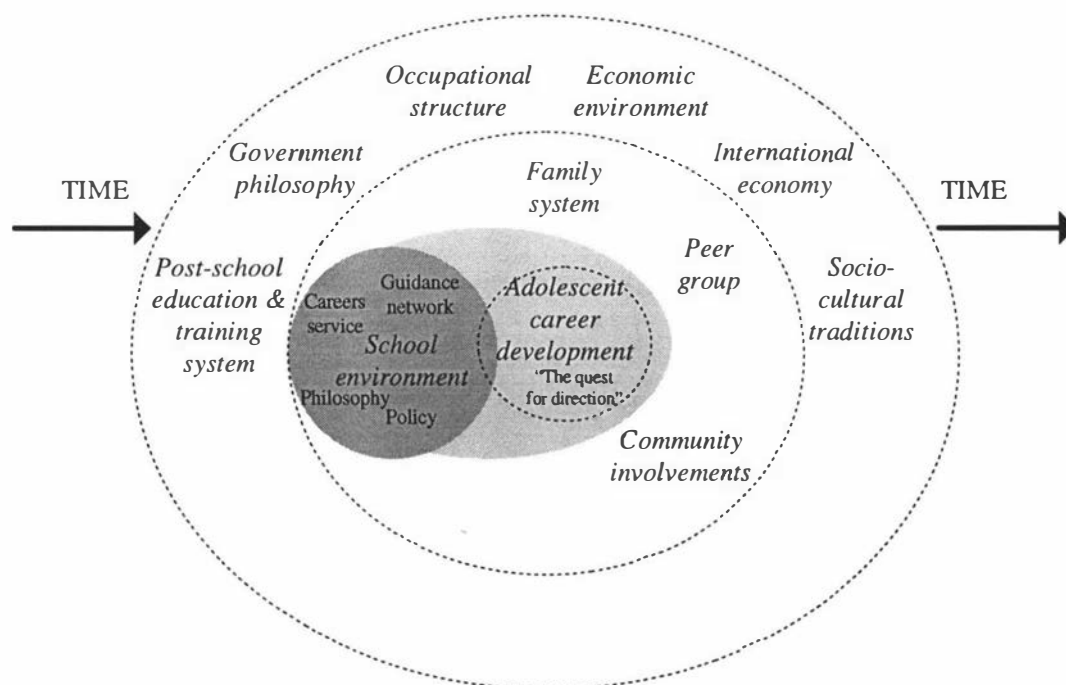 Occupational
structure
Economic
environment
Government
philosophy
International
economy
TIME
TIME
Family
system
Peer
group
Post-school
education &
training
system
Socio-
cultural
traditions
Guidance
network
Careers
service
School
environment
Philosophy
Policy
Adolescent
career
development
"The quest
for direction"
Community
involvements